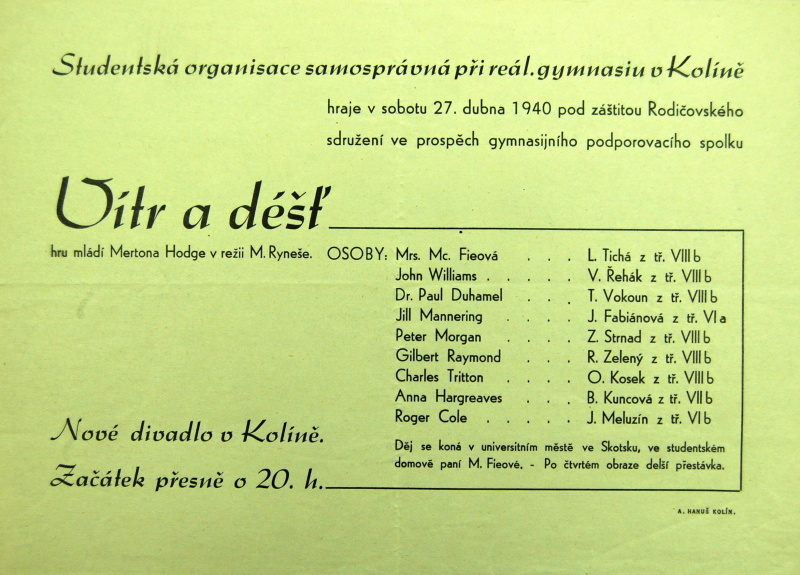 Studentská organisace samosprávná při reál. gymnasiu v Kolíně
hraje v sobotu 27. dubna 1940 pod záštitou Rodičovského
sdružení ve prospěch gymnasijního podporovacího spolku
Vítr a déšť
hru mládí Mertona Hodge v režii M. Ryneše.
OSOBY: Mrs. Mc. Fieová . . . L. Tichá z tř. VIII b
John Williams . . . . . V. Řehák z tř. VIII b
Dr. Paul Duhamel . . . T. Vokoun z tř. VIII b
Jill Mannering . . . . J. Fabiánová z tř. VI a
Peter Morgan . . . . Z. Strnad z tř. VIII b
Gilbert Raymond . . . R. Zelený z tř. VIII b
Charles Tritton . . . . O. Kosek z tř. VIII b
Anna Hargreaves . . . B. Kuncová z tř. VII b
Roger Cole . . . . . J. Meluzín z tř. VI b
Děj se koná v universitním městě ve Skotsku, ve studentském
domově paní M. Fieové. - Po čtvrtém obraze delší přestávka.
Nové divadlo v Kolíně.
Začátek přesně o 20. h.
A. HANUŠ KOLÍN.